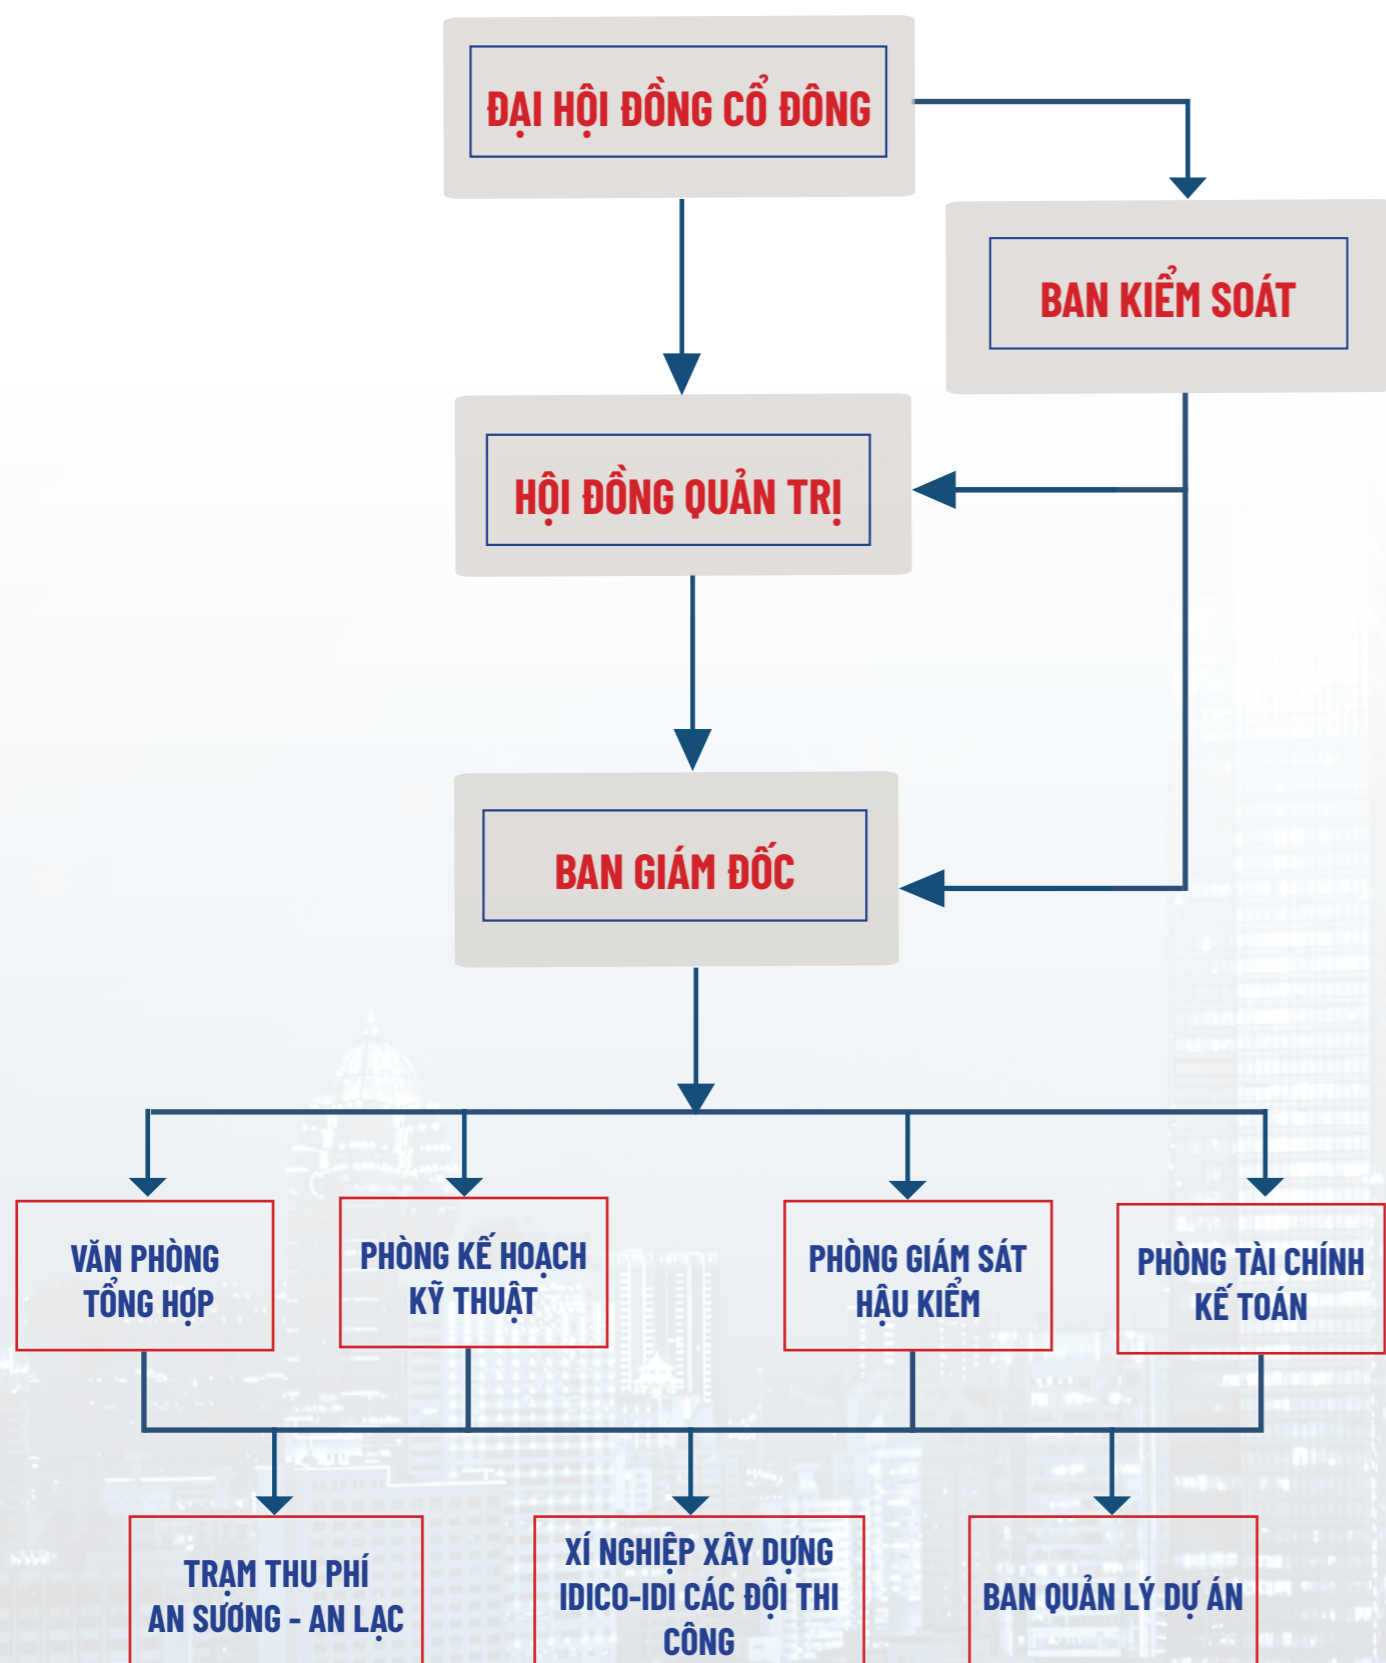 ĐẠI HỘI ĐỒNG CỔ ĐÔNG
BAN KIỂM SOÁT
HỘI ĐỒNG QUẢN TRỊ
BAN GIÁM ĐỐC
VĂN PHÒNG
TỔNG HỢP
PHÒNG KẾ HOẠCH
KỸ THUẬT
PHÒNG GIÁM SÁT
HẬU KIỂM
PHÒNG TÀI CHÍNH
KẾ TOÁN
TRẠM THU PHÍ
AN SƯƠNG - AN LẠC
XÍ NGHIỆP XÂY DỰNG
IDICO-IDI CÁC ĐỘI THI
CÔNG
BAN QUẢN LÝ DỰ ÁN